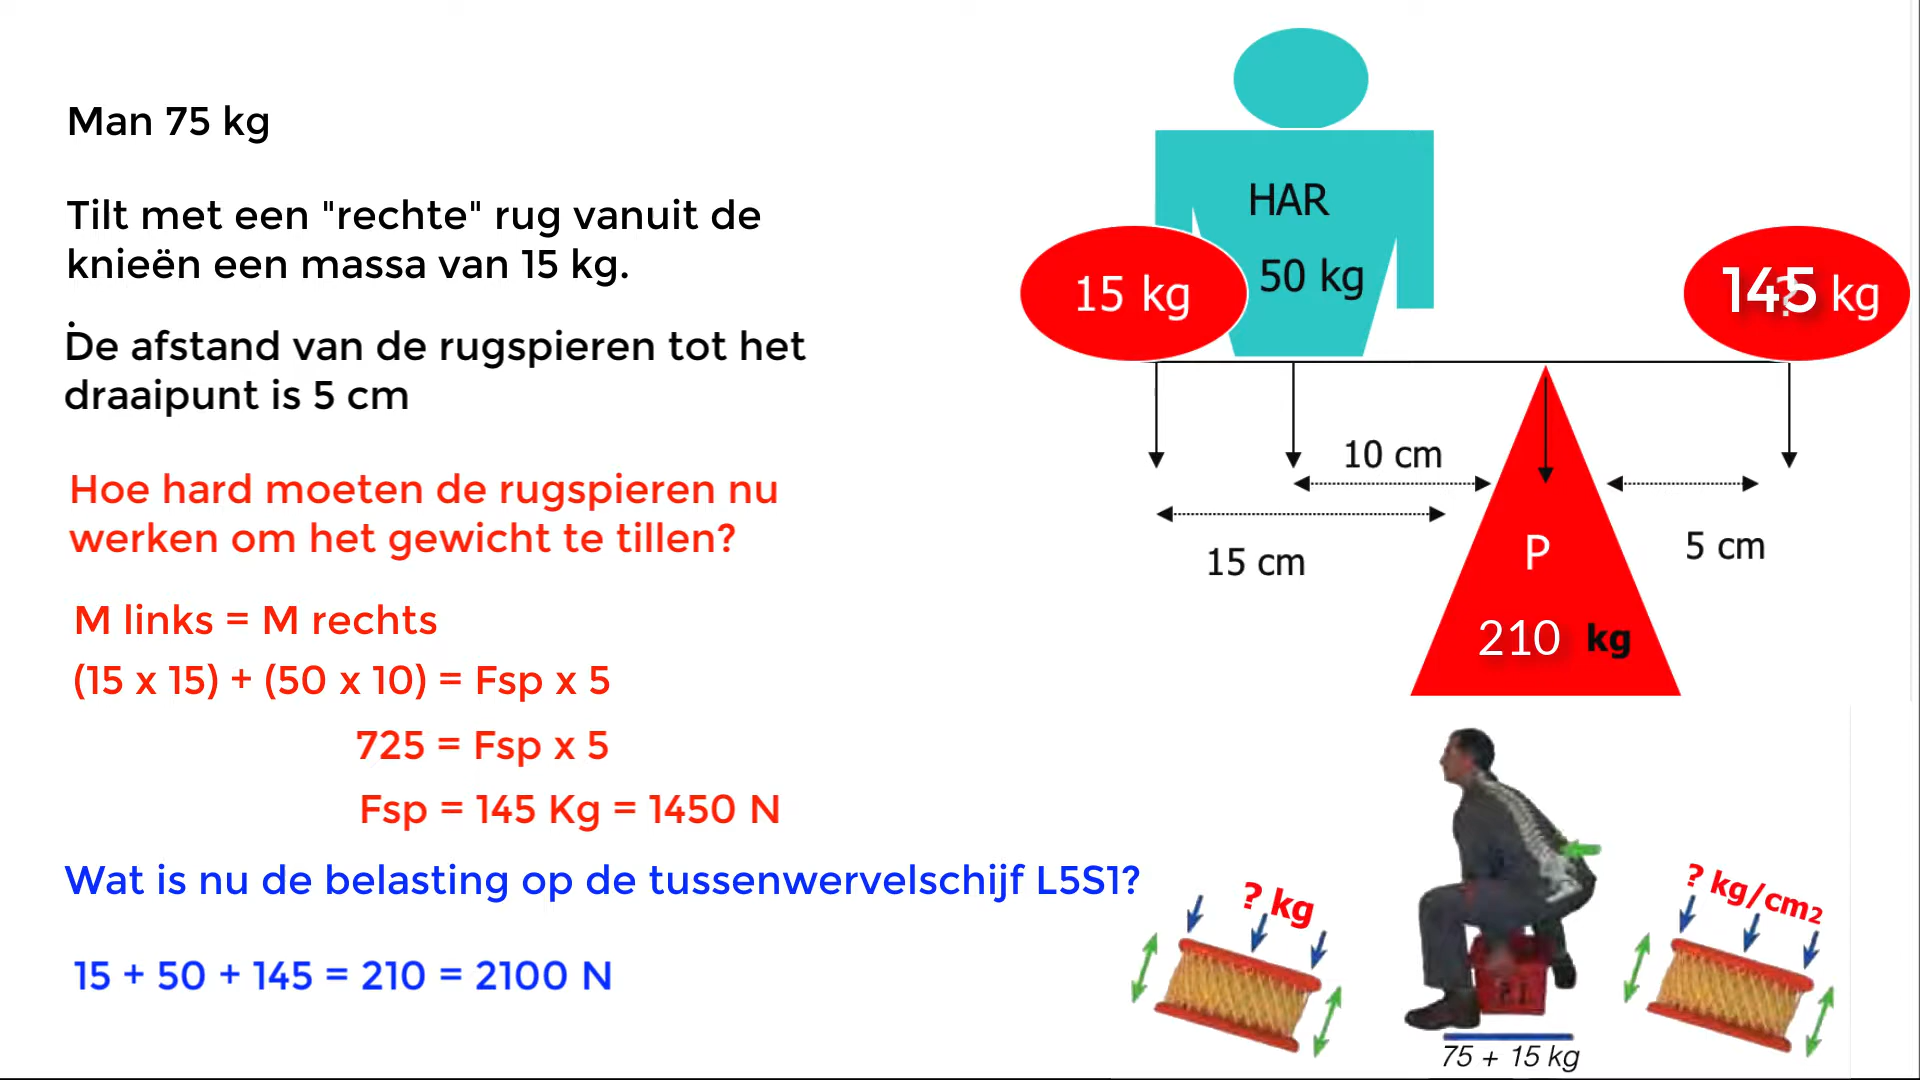 Man 75 kg
Tilt met een "rechte" rug vanuit de
knieën een massa van 15 kg.
De afstand van de rugspieren tot het
draaipunt is 5 cm
Hoe hard moeten de rugspieren nu
werken om het gewicht te tillen?
M links = M rechts
(15 x 15) + (50 x 10) = Fsp x 5
725 = Fsp x 5
Fsp = 145 Kg = 1450 N
Wat is nu de belasting op de tussenwervelschijf L5S1?
15 + 50 + 145 = 210 = 2100 N
HAR
50 kg
15 kg
145 kg
10 cm
15 cm
5 cm
P
210 kg
? kg
? kg/cm2
75 + 15 kg